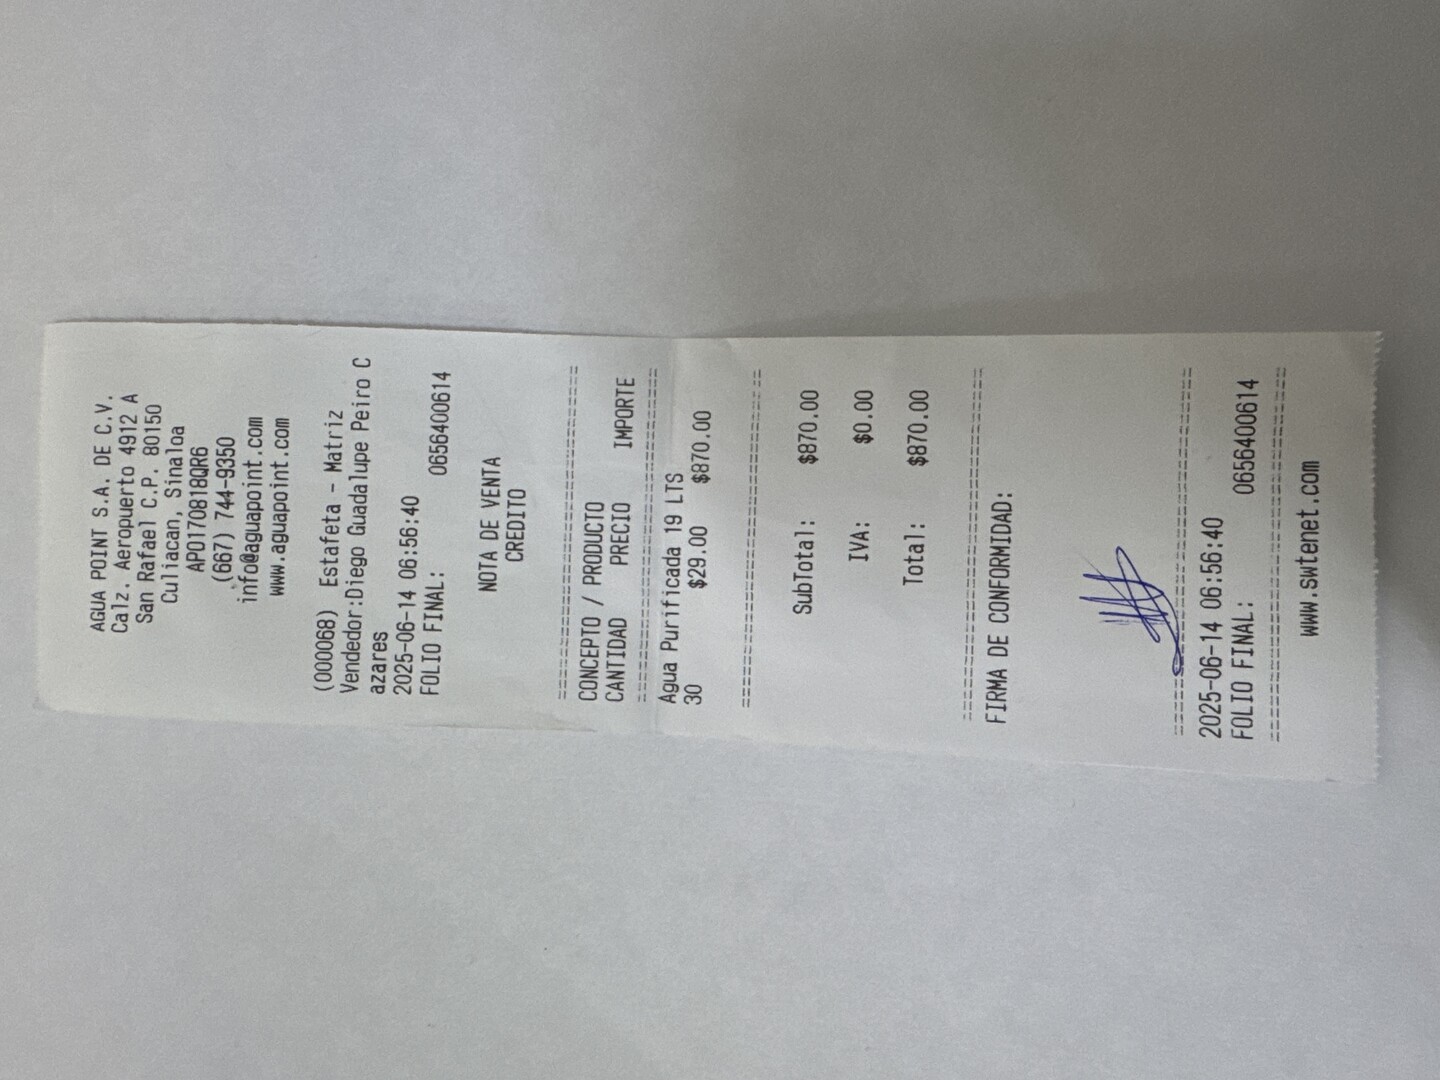 AGUA POINT S.A. DE C.V.
Calz. Aeropuerto 4912 A
San Rafael C.P. 80150
Culiacan, Sinaloa
APO170818QR6
(667) 744-9350
info@aguapoint.com
www.aguapoint.com
(000068) Estafeta - Matriz
Vendedor:Diego Guadalupe Peiro C
azares
2025-06-14 06:56:40
FOLIO FINAL: 0656400614
NOTA DE VENTA
CREDITO
================================
CONCEPTO / PRODUCTO
CANTIDAD PRECIO IMPORTE
================================
Agua Purificada 19 LTS
30 $29.00 $870.00
================================
SubTotal: $870.00
IVA: $0.00
Total: $870.00
================================
FIRMA DE CONFORMIDAD:
================================
2025-06-14 06:56:40
FOLIO FINAL: 0656400614
================================
www.swtenet.com